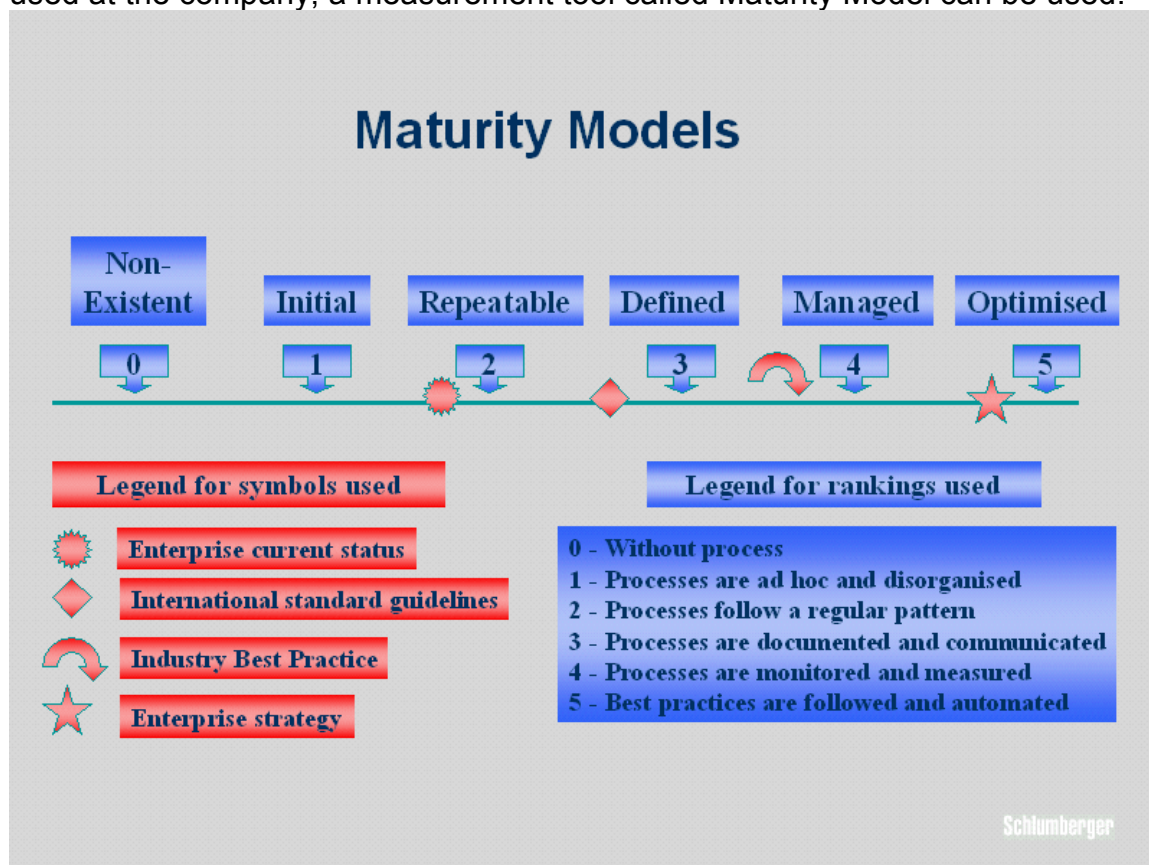 used at the company, a measurement tool called Maturity Model can be used.
Maturity Models
Non-
Existent
Initial
Repeatable
Defined
Managed
Optimised
0
1
2
3
4
5
Legend for symbols used
Legend for rankings used
Enterprise current status
International standard guidelines
Industry Best Practice
Enterprise strategy
0 - Without process
1 - Processes are ad hoc and disorganised
2 - Processes follow a regular pattern
3 - Processes are documented and communicated
4 - Processes are monitored and measured
5 - Best practices are followed and automated
Schlumberger